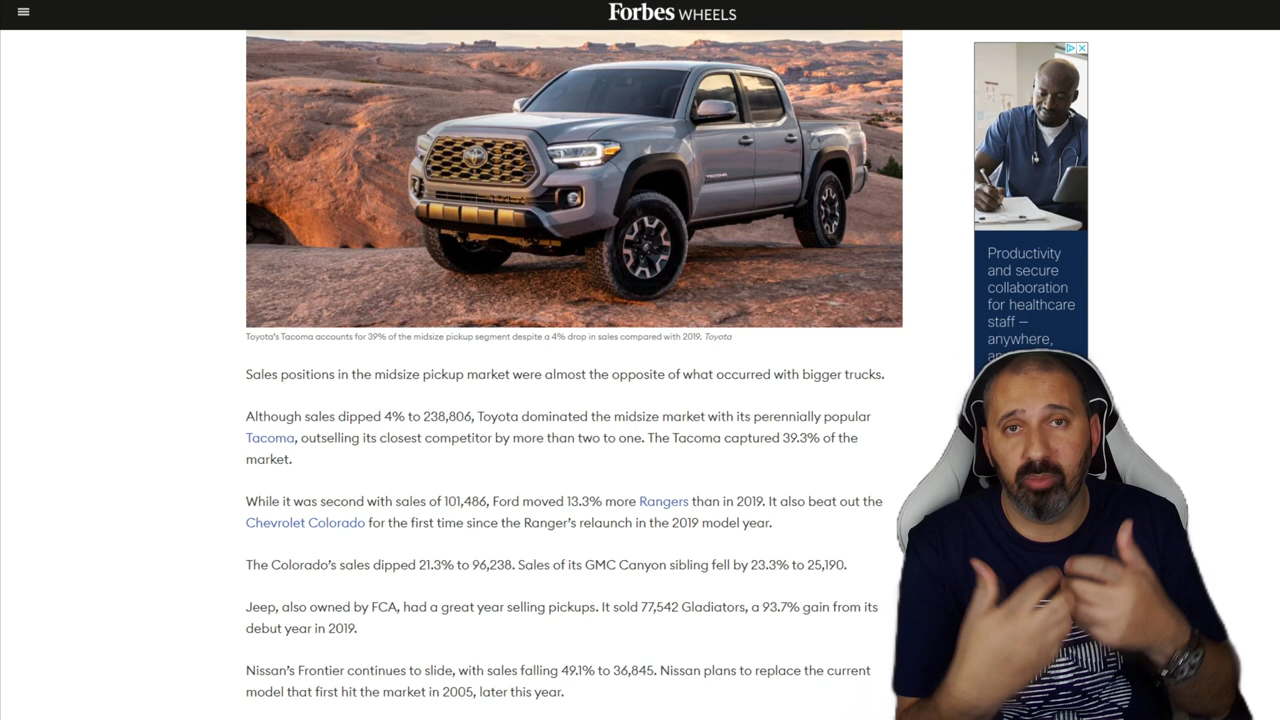 Forbes WHEELS
Toyota's Tacoma accounts for 39% of the midsize pickup segment despite a 4% drop in sales compared with 2019. Toyota
Sales positions in the midsize pickup market were almost the opposite of what occurred with bigger trucks.
Although sales dipped 4% to 238,806, Toyota dominated the midsize market with its perennially popular
Tacoma, outselling its closest competitor by more than two to one. The Tacoma captured 39.3% of the
market.
While it was second with sales of 101,486, Ford moved 13.3% more Rangers than in 2019. It also beat out the
Chevrolet Colorado for the first time since the Ranger's relaunch in the 2019 model year.
The Colorado's sales dipped 21.3% to 96,238. Sales of its GMC Canyon sibling fell by 23.3% to 25,190.
Jeep, also owned by FCA, had a great year selling pickups. It sold 77,542 Gladiators, a 93.7% gain from its
debut year in 2019.
Nissan's Frontier continues to slide, with sales falling 49.1% to 36,845. Nissan plans to replace the current
model that first hit the market in 2005, later this year.
Productivity
and secure
collaboration
for healthcare
staff –
anywhere,